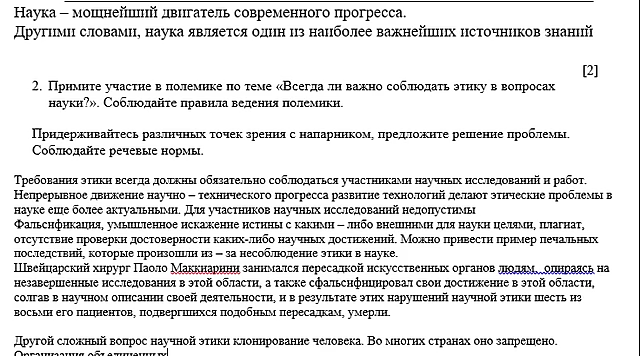 Наука – мощнейший двигатель современного прогресса.
Другими словами, наука является один из наиболее важнейших источников знаний
[2]
2. Примите участие в полемике по теме «Всегда ли важно соблюдать этику в вопросах
науки?». Соблюдайте правила ведения полемики.
Придерживайтесь различных точек зрения с напарником, предложите решение проблемы.
Соблюдайте речевые нормы.
Требования этики всегда должны обязательно соблюдаться участниками научных исследований и работ.
Непрерывное движение научно – технического прогресса развитие технологий делают этические проблемы в
науке еще более актуальными. Для участников научных исследований недопустимы
Фальсификация, умышленное искажение истины с какими – либо внешними для науки целями, плагиат,
отсутствие проверки достоверности каких-либо научных достижений. Можно привести пример печальных
последствий, которые произошли из – за несоблюдение этики в науке.
Швейцарский хирург Паоло Маккиарини занимался пересадкой искусственных органов людям, опираясь на
незавершенные исследования в этой области, а также сфальсифицировал свои достижение в этой области,
солгав в научном описании своей деятельности, и в результате этих нарушений научной этики шесть из
восьми его пациентов, подвергшихся подобным пересадкам, умерли.
Другой сложный вопрос научной этики клонирование человека. Во многих странах оно запрещено.
Организация объединенных